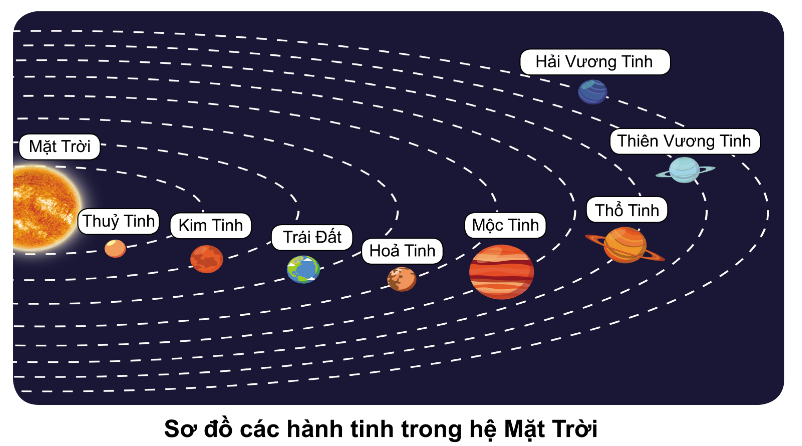 Hải Vương Tinh
Thiên Vương Tinh
Mặt Trời
Thuỷ Tinh
Kim Tinh
Trái Đất
Hoả Tinh
Mộc Tinh
Thổ Tinh
Sơ đồ các hành tinh trong hệ Mặt Trời